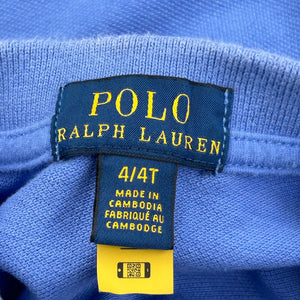 POLO
RALPH LAUREN
4/4T
MADE IN
CAMBODIA
FABRIQUÉ AU
CAMBODGE